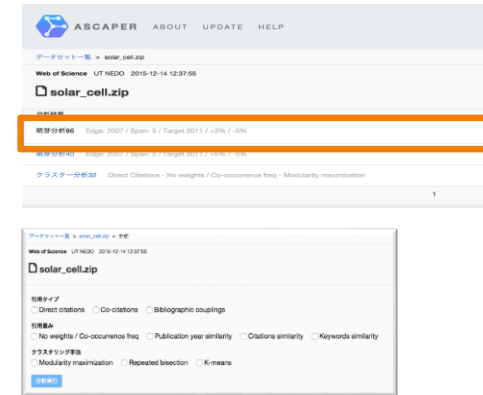 ASCAPER ABOUT UPDATE HELP
データセット一覧 > solar_cell.zip
Web of Science UT NEDO 2015-12-14 12:37:55
solar_cell.zip
分析結果
萌芽分析86 Edge: 2007 / Span: 3 / Target 2011 / +3% / -5%
萌芽分析40 Edge: 2007 / Span: 3 / Target 2011 / +3% / -5%
クラスター分析32 Direct Citations - No weights / Co-occurrence freq - Modularity maximization
1
データセット一覧 > solar_cell.zip > 分析
Web of Science UT NEDO 2015-12-14 12:37:55
solar_cell.zip
引用タイプ
Direct citations Co-citations Bibliographic couplings
引用重み
No weights / Co-occurrence freq Publication year similarity Citations similarity Keywords similarity
クラスタリング手法
Modularity maximization Repeated bisection K-means
分析実行